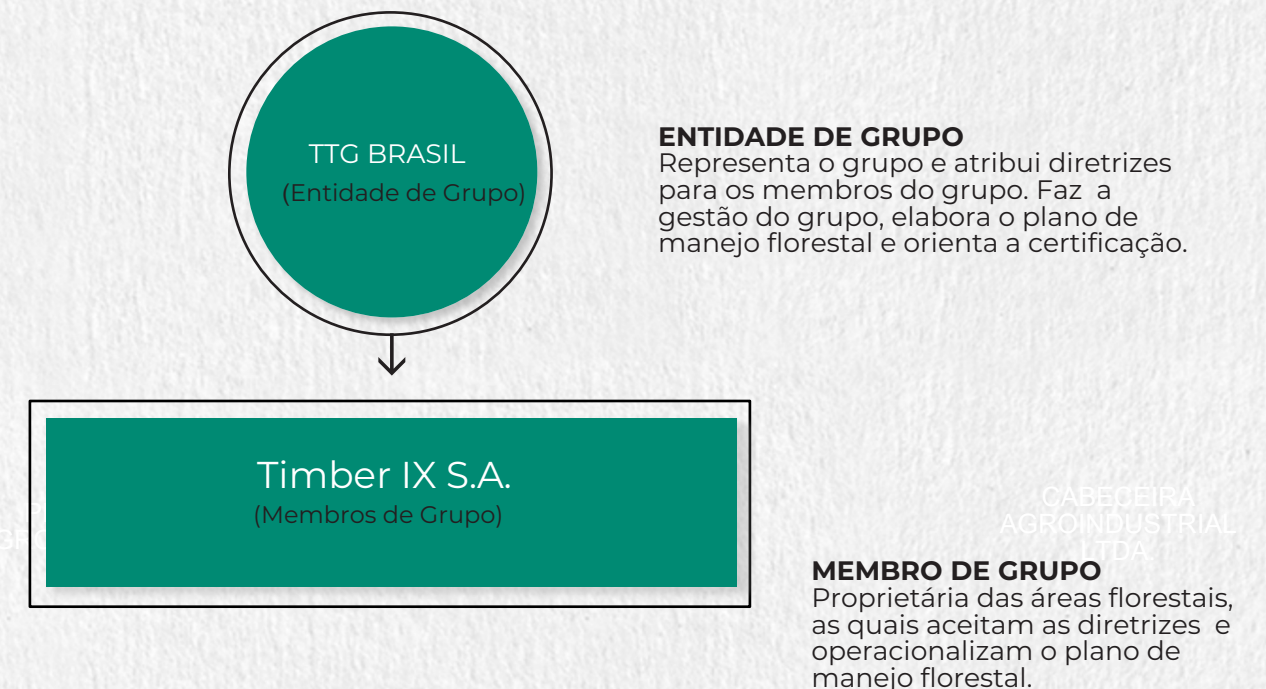 TTG BRASIL
(Entidade de Grupo)
ENTIDADE DE GRUPO
Representa o grupo e atribui diretrizes
para os membros do grupo. Faz a
gestão do grupo, elabora o plano de
manejo florestal e orienta a certificação.
Timber IX S.A.
(Membros de Grupo)
CABECEIRA
AGROINDUSTRIAL
LTDA.
MEMBRO DE GRUPO
Proprietária das áreas florestais,
as quais aceitam as diretrizes e
operacionalizam o plano de
manejo florestal.